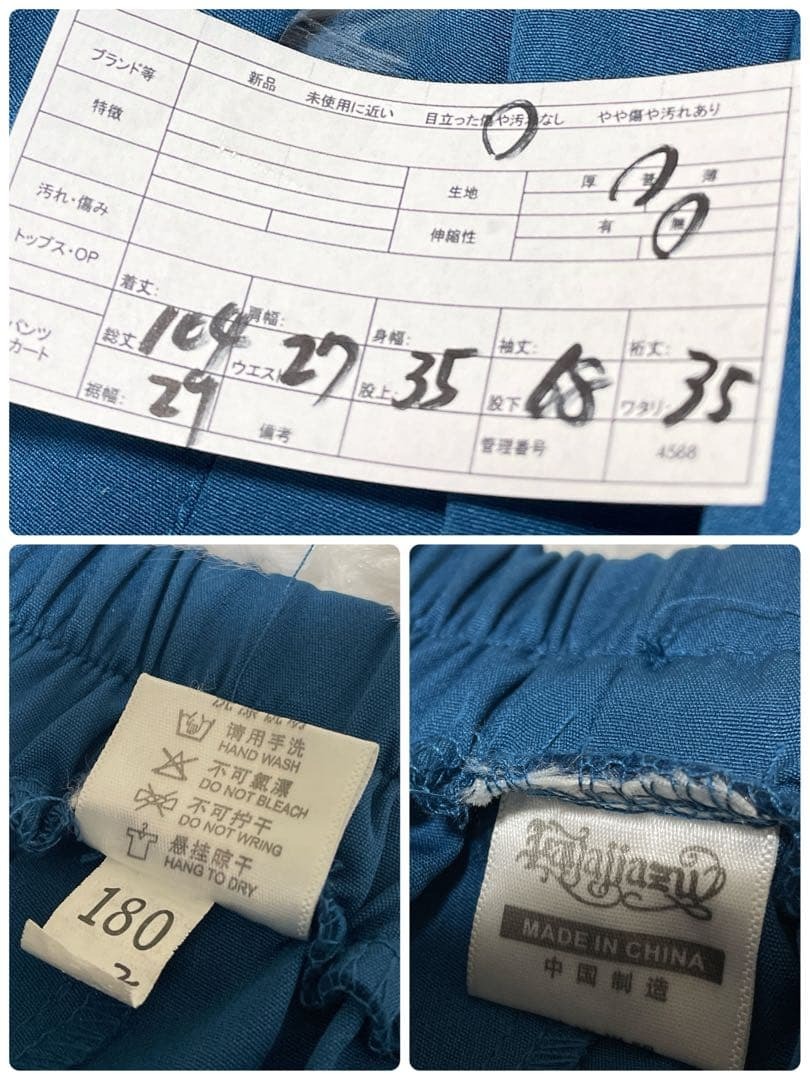 ブランド等
新品 未使用に近い 目立った傷や汚れなし やや傷や汚れあり
特徴
生地 厚 普 薄
汚れ・傷み
伸縮性 有 無
トップス・OP
着丈: 肩幅: 身幅: 袖丈: 裄丈:
パンツ
カート
総丈 104 ウエスト 27 股上: 35 股下 68 ワタリ: 35
裾幅: 29 備考 管理番号 4588
请用手洗
HAND WASH
不可氯漂
DO NOT BLEACH
不可拧干
DO NOT WRING
悬挂晾干
HANG TO DRY
180
MADE IN CHINA
中国制造